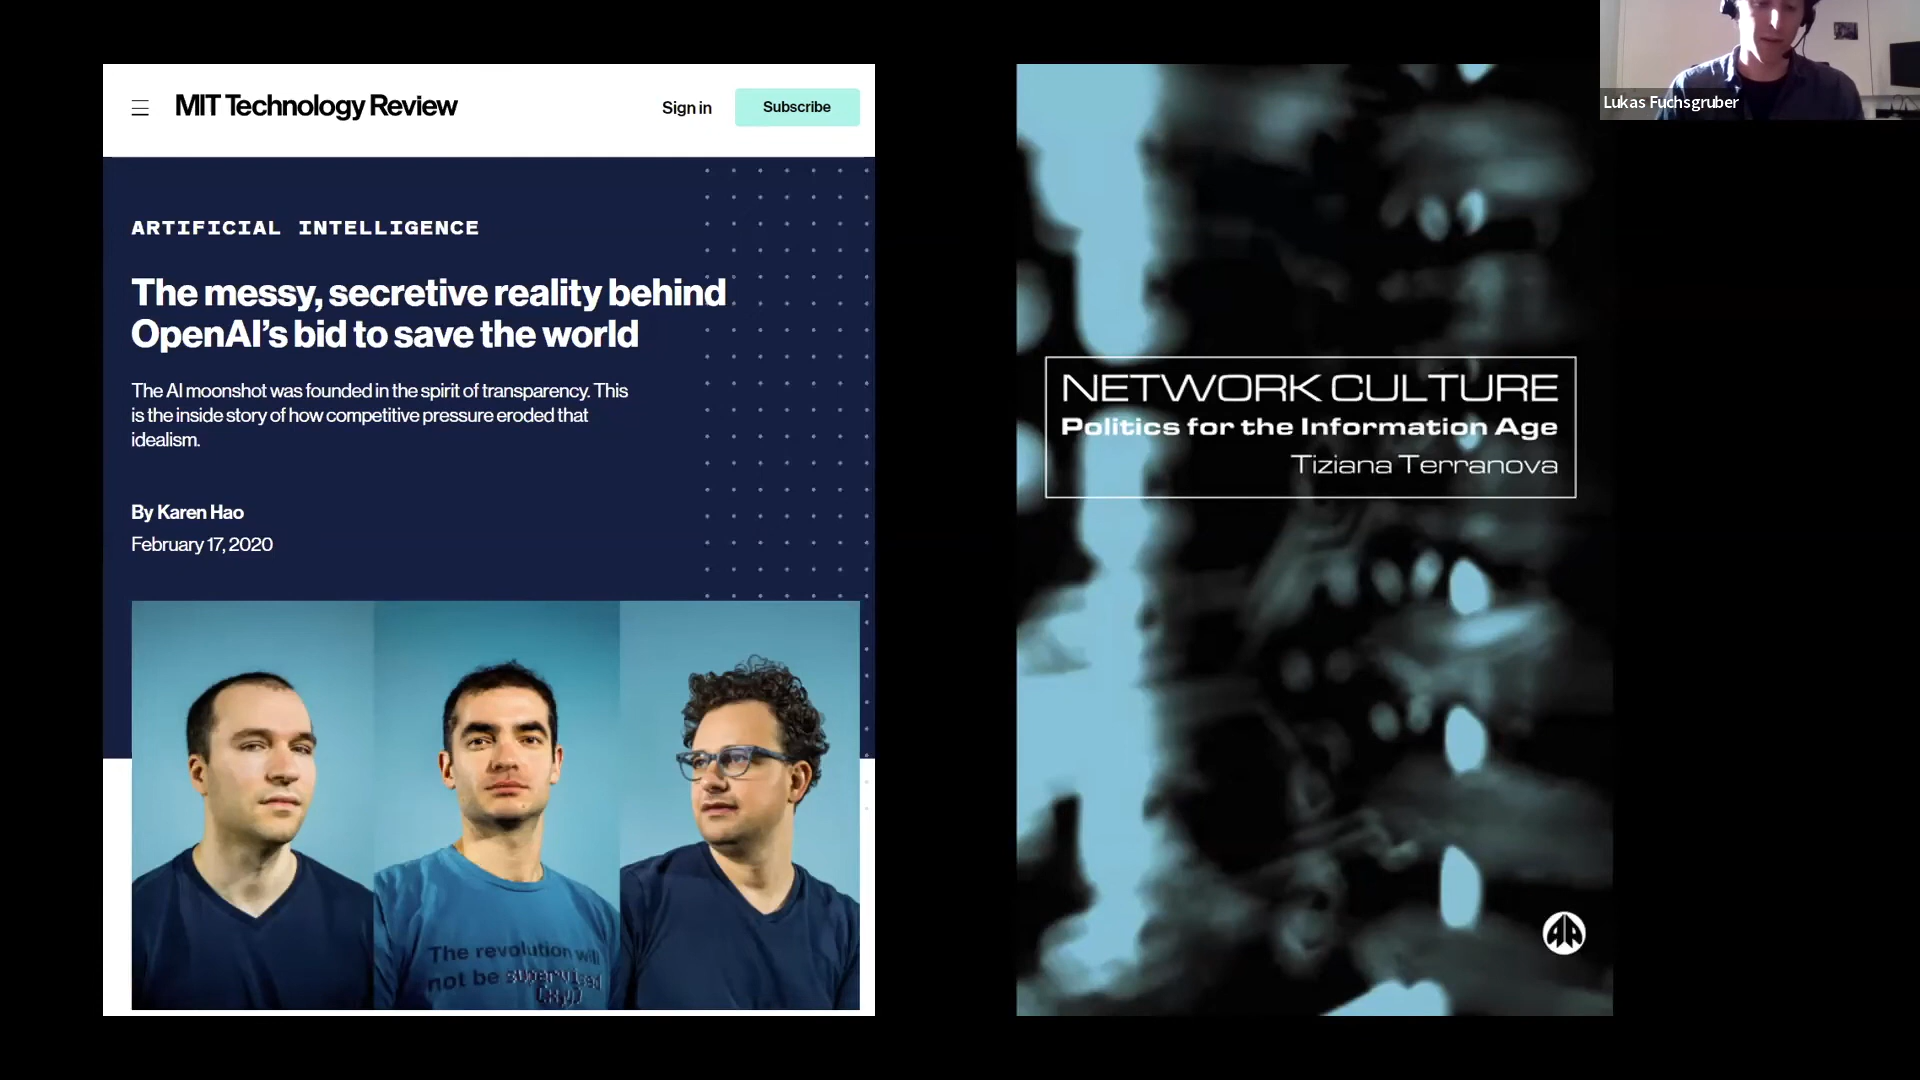 MIT Technology Review
Sign in
Subscribe
ARTIFICIAL INTELLIGENCE
The messy, secretive reality behind
OpenAI’s bid to save the world
The AI moonshot was founded in the spirit of transparency. This
is the inside story of how competitive pressure eroded that
idealism.
By Karen Hao
February 17, 2020
The revolution will
not be supervised
NETWORK CULTURE
Politics for the Information Age
Tiziana Terranova
Lukas Fuchsgruber